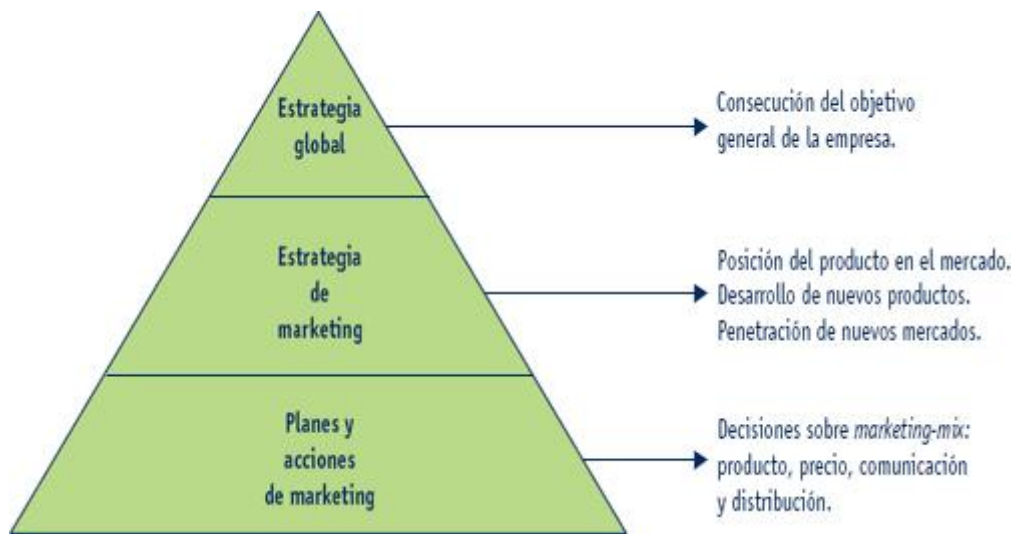 Estrategia
global
Consecución del objetivo
general de la empresa.
Estrategia
de
marketing
Posición del producto en el mercado.
Desarrollo de nuevos productos.
Penetración de nuevos mercados.
Planes y
acciones
de marketing
Decisiones sobre marketing-mix:
producto, precio, comunicación
y distribución.